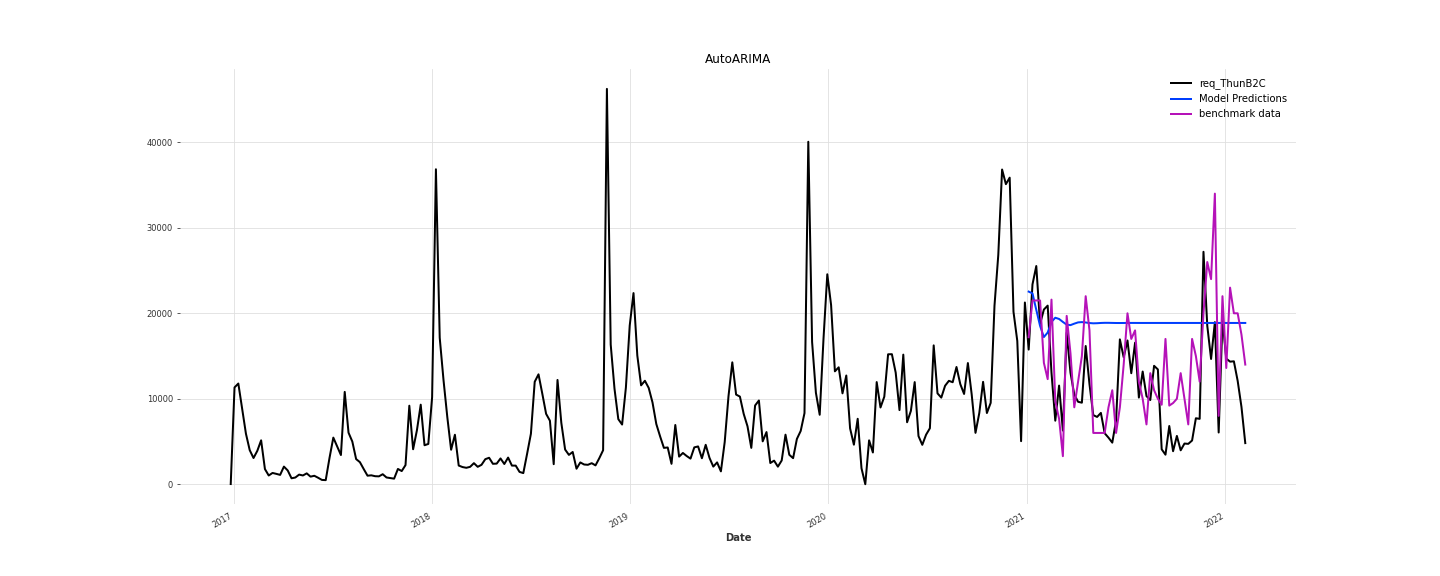 AutoARIMA
req_ThunB2C
Model Predictions
benchmark data
40000
30000
20000
10000
0
2017
2018
2019
2020
2021
2022
Date